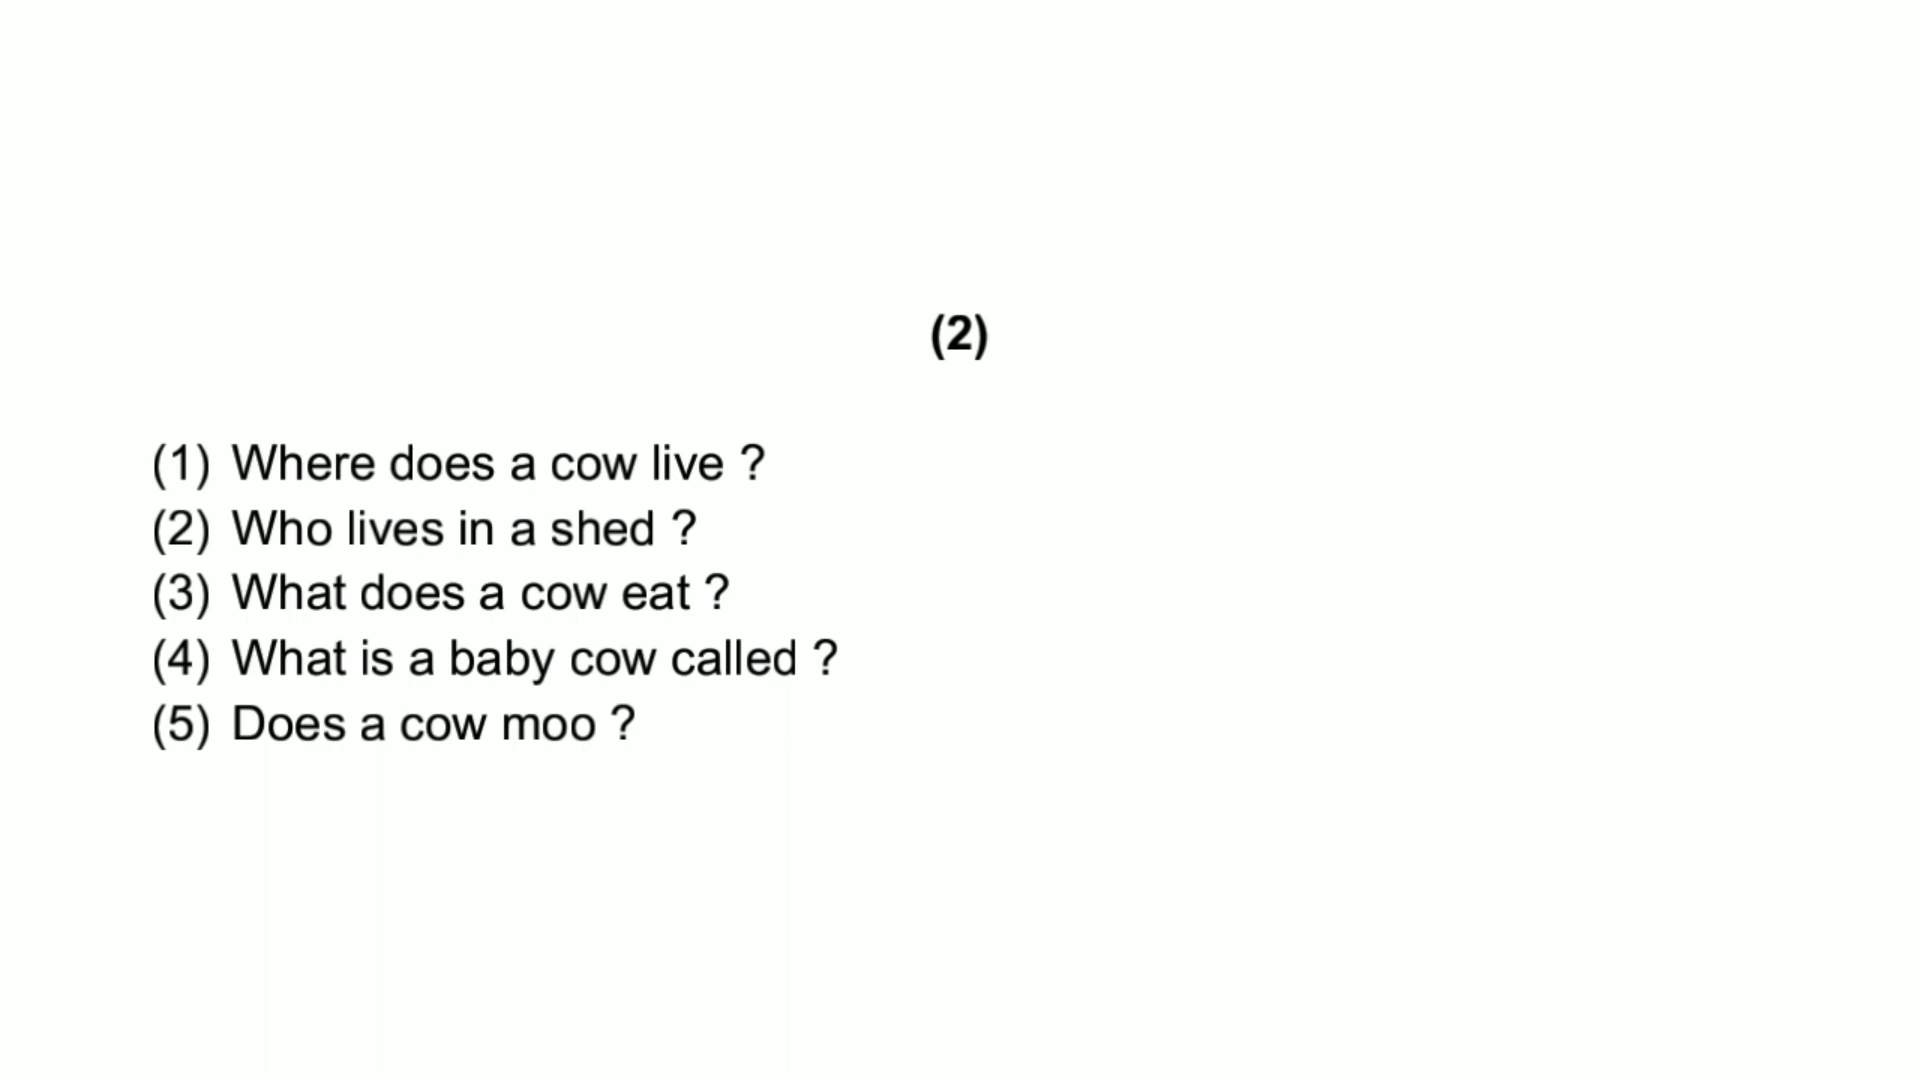 (2)
(1) Where does a cow live ?
(2) Who lives in a shed ?
(3) What does a cow eat ?
(4) What is a baby cow called ?
(5) Does a cow moo ?